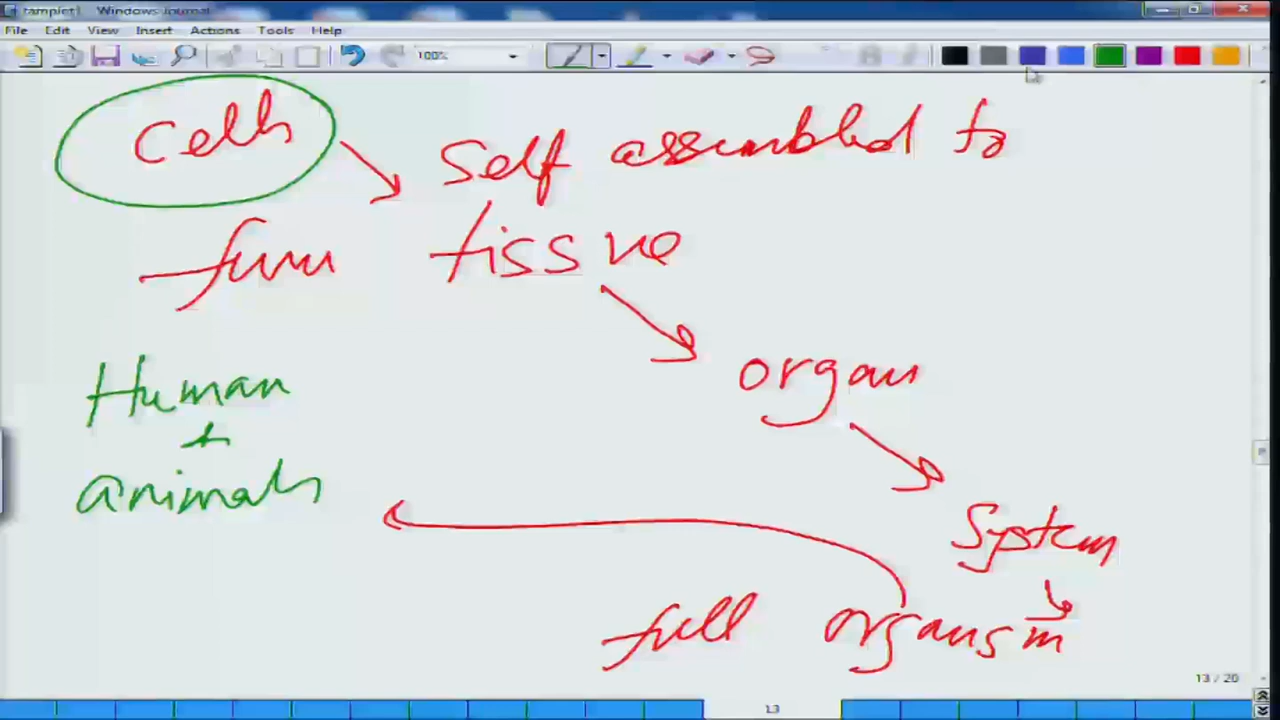 tamplet1 - Windows Journal
File Edit View Insert Actions Tools Help
100%
Cells
Self assembled to
form tissue
organ
Human
+
animals
System
full organism
13 / 20
13